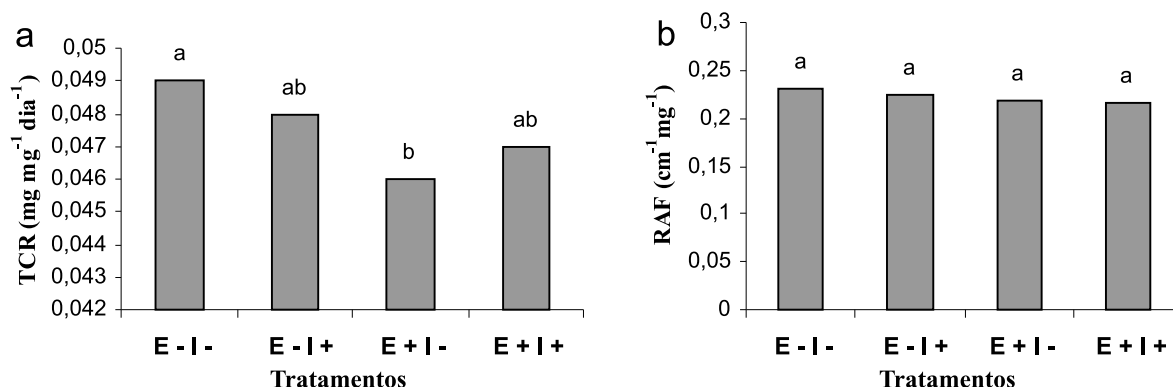 a
TCR (mg mg⁻¹ dia⁻¹)
0,05
0,049
0,048
0,047
0,046
0,045
0,044
0,043
0,042
a
ab
b
ab
E - I -
E - I +
E + I -
E + I +
Tratamentos
b
RAF (cm⁻¹mg⁻¹)
0,3
0,25
0,2
0,15
0,1
0,05
0
a
a
a
a
E - I -
E - I +
E + I -
E + I +
Tratamentos